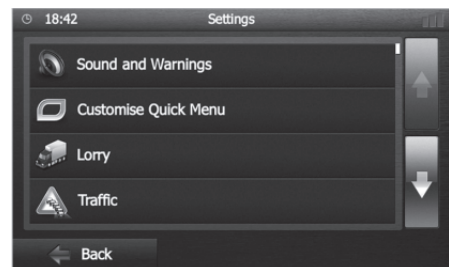 18:42 Settings
Sound and Warnings
Customise Quick Menu
Lorry
Traffic
Back